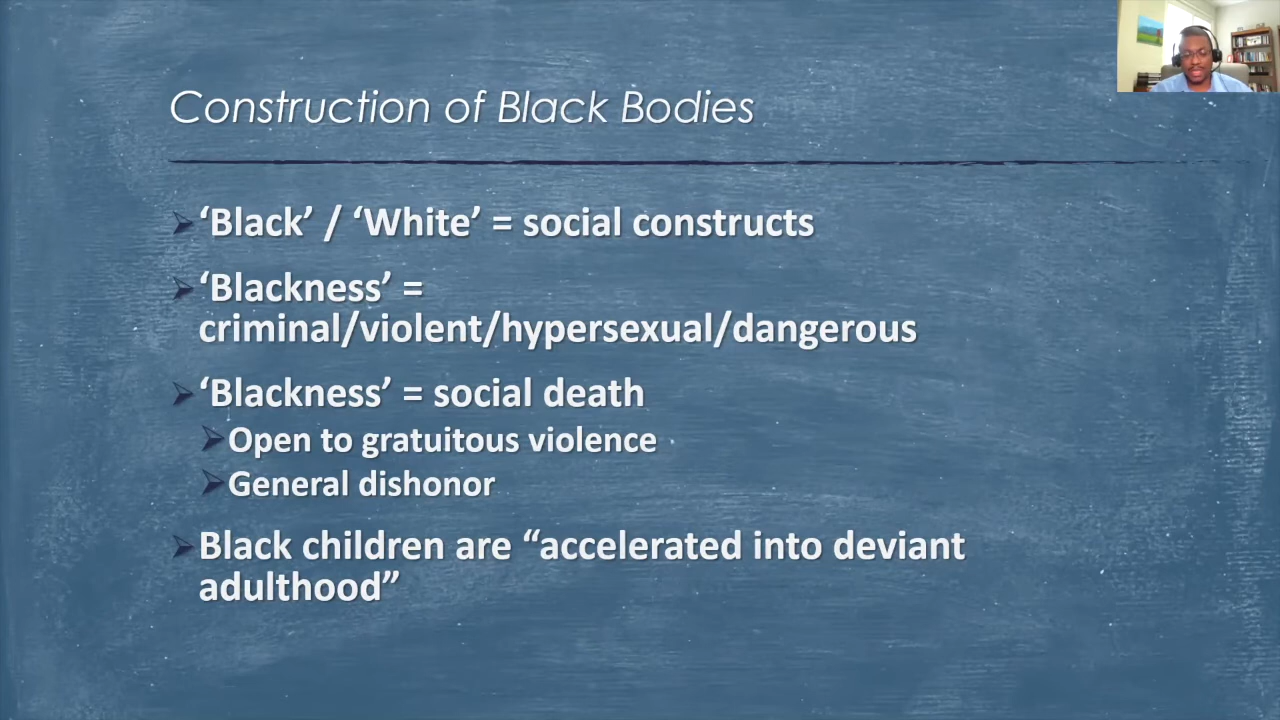 Construction of Black Bodies
‘Black’ / ‘White’ = social constructs
‘Blackness’ =
criminal/violent/hypersexual/dangerous
‘Blackness’ = social death
Open to gratuitous violence
General dishonor
Black children are “accelerated into deviant
adulthood”